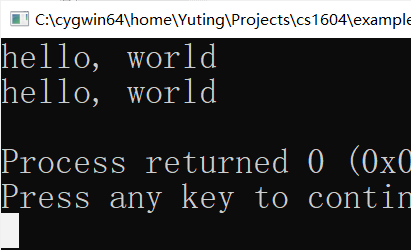 C:\cygwin64\home\Yuting\Projects\cs1604\example
hello, world
hello, world
Process returned 0 (0x0
Press any key to contin